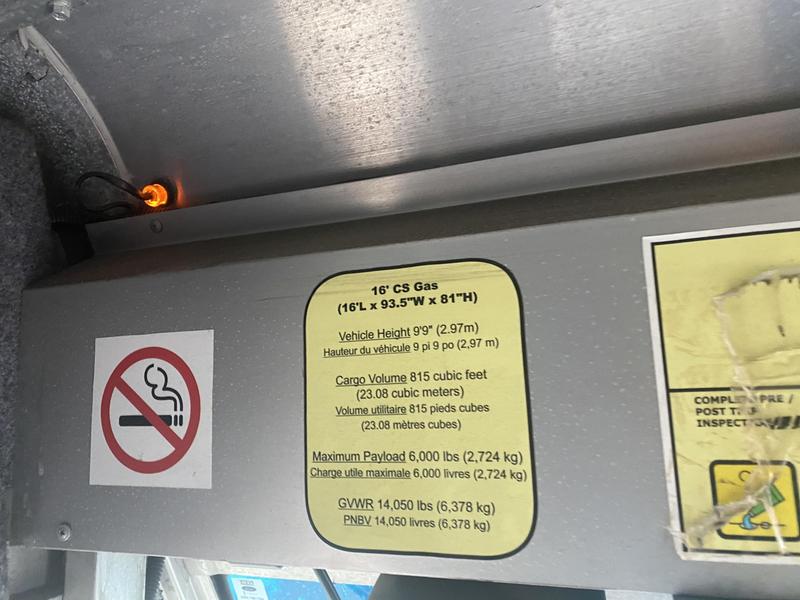 16' CS Gas
(16'L x 93.5"W x 81"H)
Vehicle Height 9'9" (2.97m)
Hauteur du véhicule 9 pi 9 po (2,97 m)
Cargo Volume 815 cubic feet
(23.08 cubic meters)
Volume utilitaire 815 pieds cubes
(23.08 mètres cubes)
Maximum Payload 6,000 lbs (2,724 kg)
Charge utile maximale 6,000 livres (2,724 kg)
GVWR 14,050 lbs (6,378 kg)
PNBV 14,050 livres (6,378 kg)
PRE /
POST